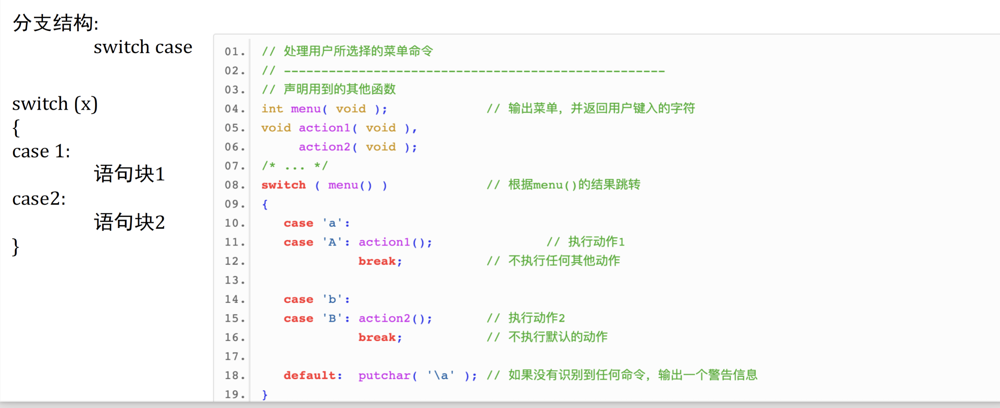 分支结构:
switch case
switch (x)
{
case 1:
语句块1
case2:
语句块2
}
01. // 处理用户所选择的菜单命令
02. // ---------------------------------------------------
03. // 声明用到的其他函数
04. int menu( void ); // 输出菜单，并返回用户键入的字符
05. void action1( void ),
06. action2( void );
07. /* ... */
08. switch ( menu() ) // 根据menu()的结果跳转
09. {
10. case 'a':
11. case 'A': action1(); // 执行动作1
12. break; // 不执行任何其他动作
13.
14. case 'b':
15. case 'B': action2(); // 执行动作2
16. break; // 不执行默认的动作
17.
18. default: putchar( '\a' ); // 如果没有识别到任何命令，输出一个警告信息
19. }